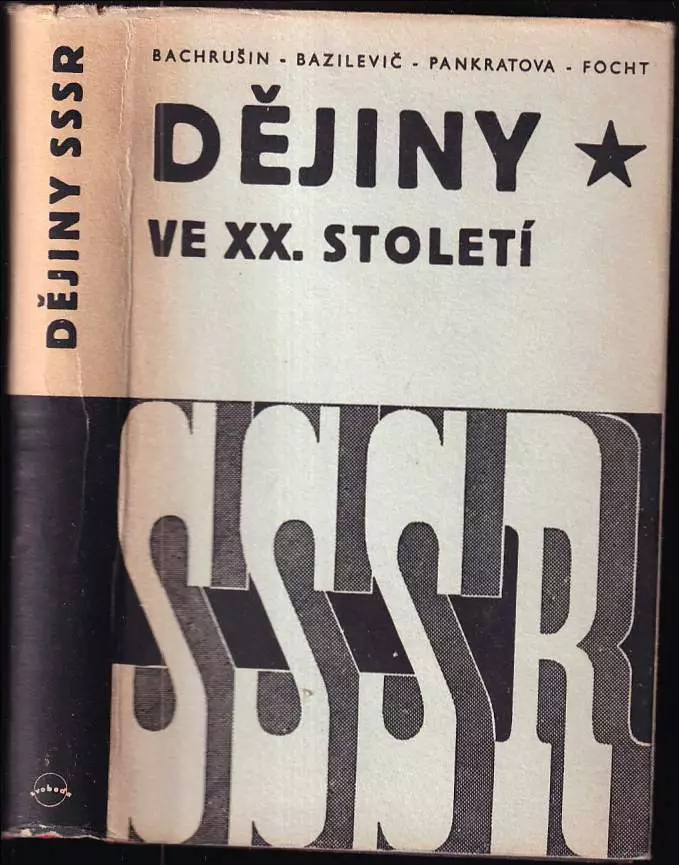 BACHRUŠIN - BAZILEVIČ - PANKRATOVA - FOCHT
DĚJINY
VE XX. STOLETÍ
SSSR
DĚJINY SSSR
svoboda